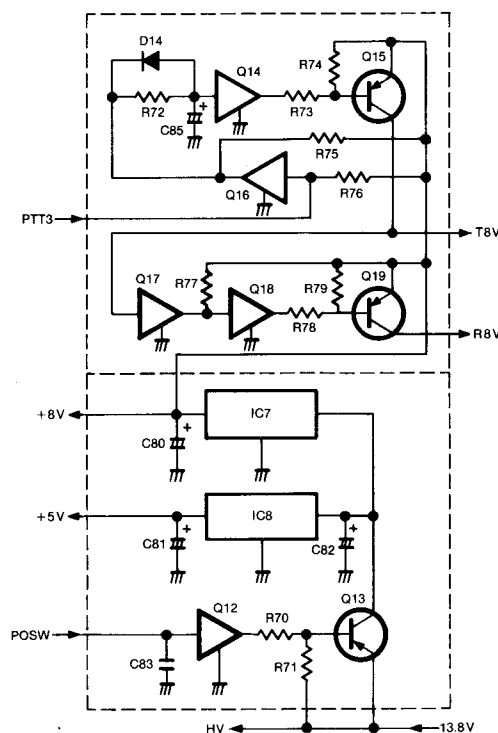 D14
Q14
R74
Q15
R72
C85
+
R73
R75
Q16
R76
PTT3
T8V
Q17
R77
Q18
R79
Q19
R78
R8V
+8V
IC7
C80
+
+5V
IC8
C81
+
C82
+
Q13
POSW
Q12
R70
C83
R71
HV
13.8V